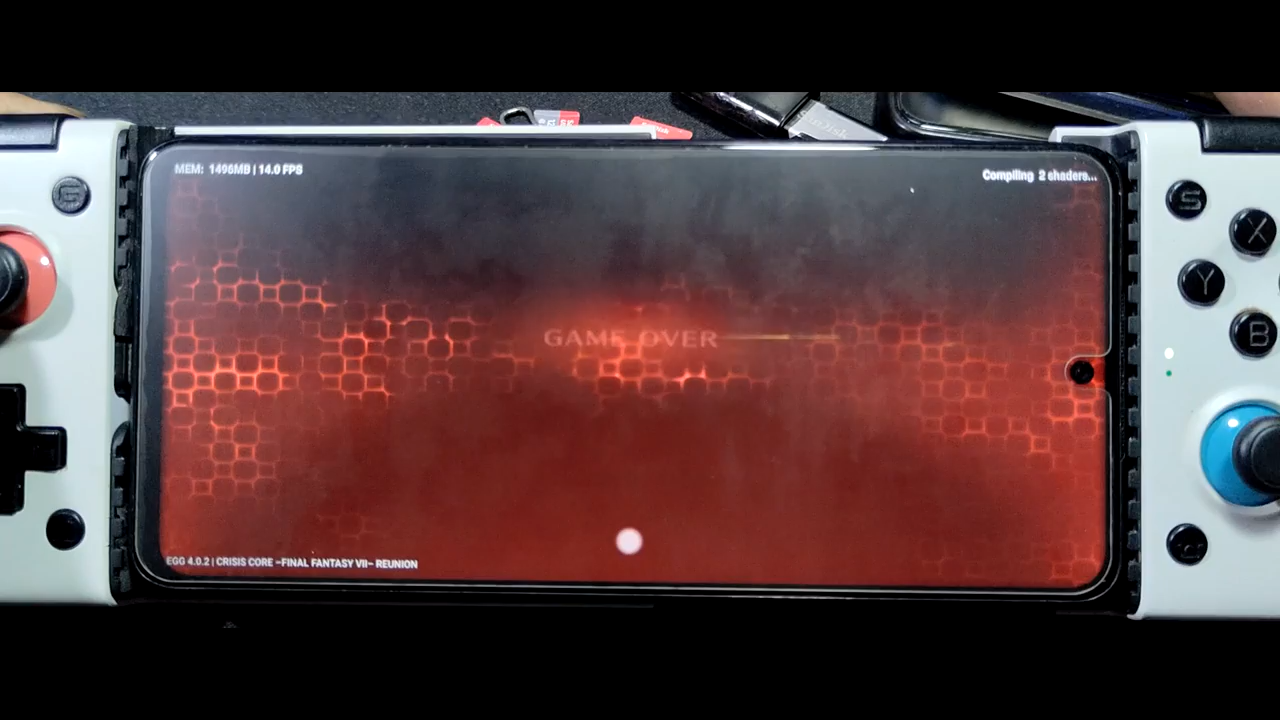 MEM: 1496MB | 14.0 FPS
Compiling 2 shaders...
GAME OVER
EGG 4.0.2 | CRISIS CORE –FINAL FANTASY VII– REUNION
S
X
Y
B